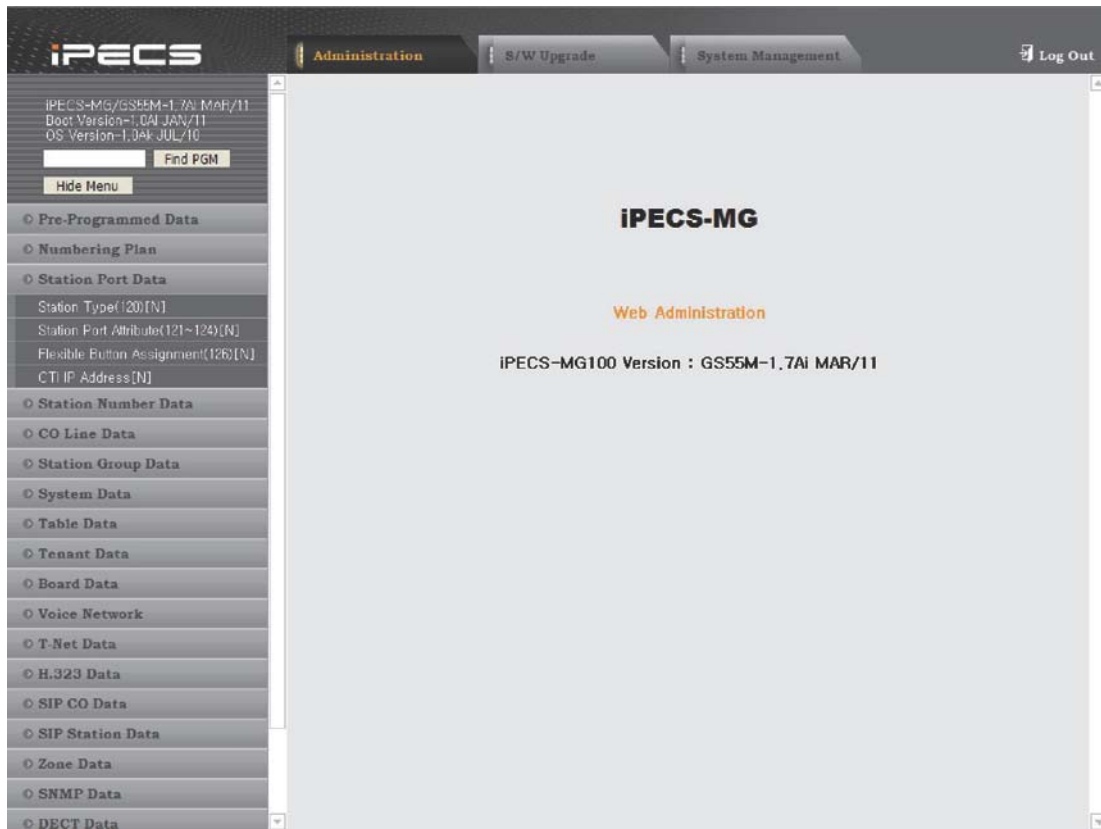 iPECS
Administration
S/W Upgrade
System Management
Log Out
iPECS-MG/GS55M-1.7Ai MAR/11
Boot Version-1.0Al JAN/11
OS Version-1.0Ak JUL/10
Find PGM
Hide Menu
Pre-Programmed Data
Numbering Plan
Station Port Data
Station Type(120)[N]
Station Port Attribute(121~124)[N]
Flexible Button Assignment(126)[N]
CTI IP Address[N]
Station Number Data
CO Line Data
Station Group Data
System Data
Table Data
Tenant Data
Board Data
Voice Network
T-Net Data
H.323 Data
SIP CO Data
SIP Station Data
Zone Data
SNMP Data
DECT Data
iPECS-MG
Web Administration
iPECS-MG100 Version : GS55M-1.7Ai MAR/11